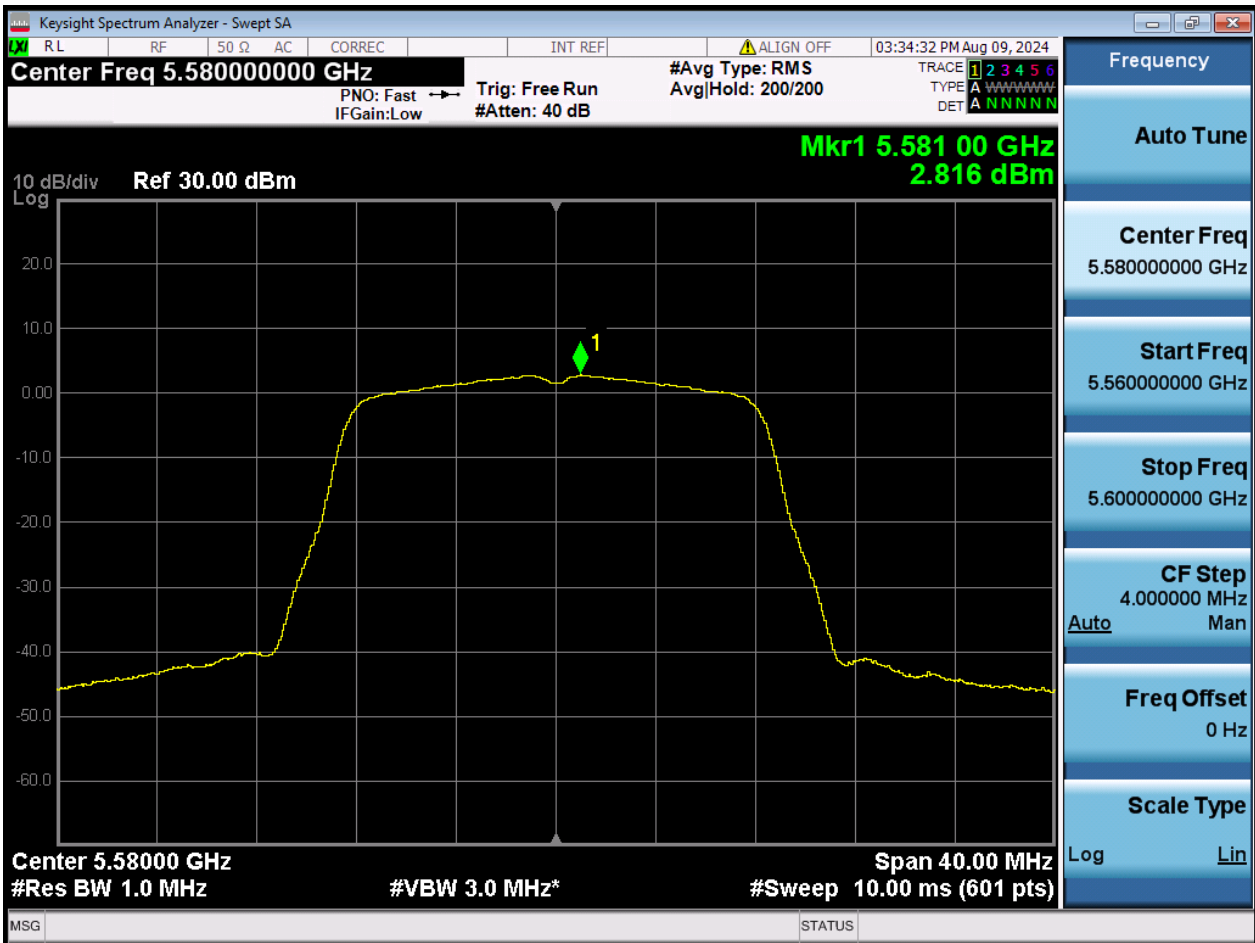 Keysight Spectrum Analyzer - Swept SA
LXI RL RF 50 Ω AC CORREC INT REF ALIGN OFF 03:34:32 PM Aug 09, 2024
Center Freq 5.580000000 GHz
PNO: Fast
IFGain:Low
Trig: Free Run
#Atten: 40 dB
#Avg Type: RMS
Avg|Hold: 200/200
TRACE 1 2 3 4 5 6
TYPE A WWWWW
DET A N N N N N
Mkr1 5.581 00 GHz
2.816 dBm
10 dB/div Ref 30.00 dBm
Log
20.0
10.0
0.00
-10.0
-20.0
-30.0
-40.0
-50.0
-60.0
1
Center 5.58000 GHz Span 40.00 MHz
#Res BW 1.0 MHz #VBW 3.0 MHz* #Sweep 10.00 ms (601 pts)
MSG STATUS
Frequency
Auto Tune
Center Freq
5.580000000 GHz
Start Freq
5.560000000 GHz
Stop Freq
5.600000000 GHz
CF Step
4.000000 MHz
Auto Man
Freq Offset
0 Hz
Scale Type
Log Lin